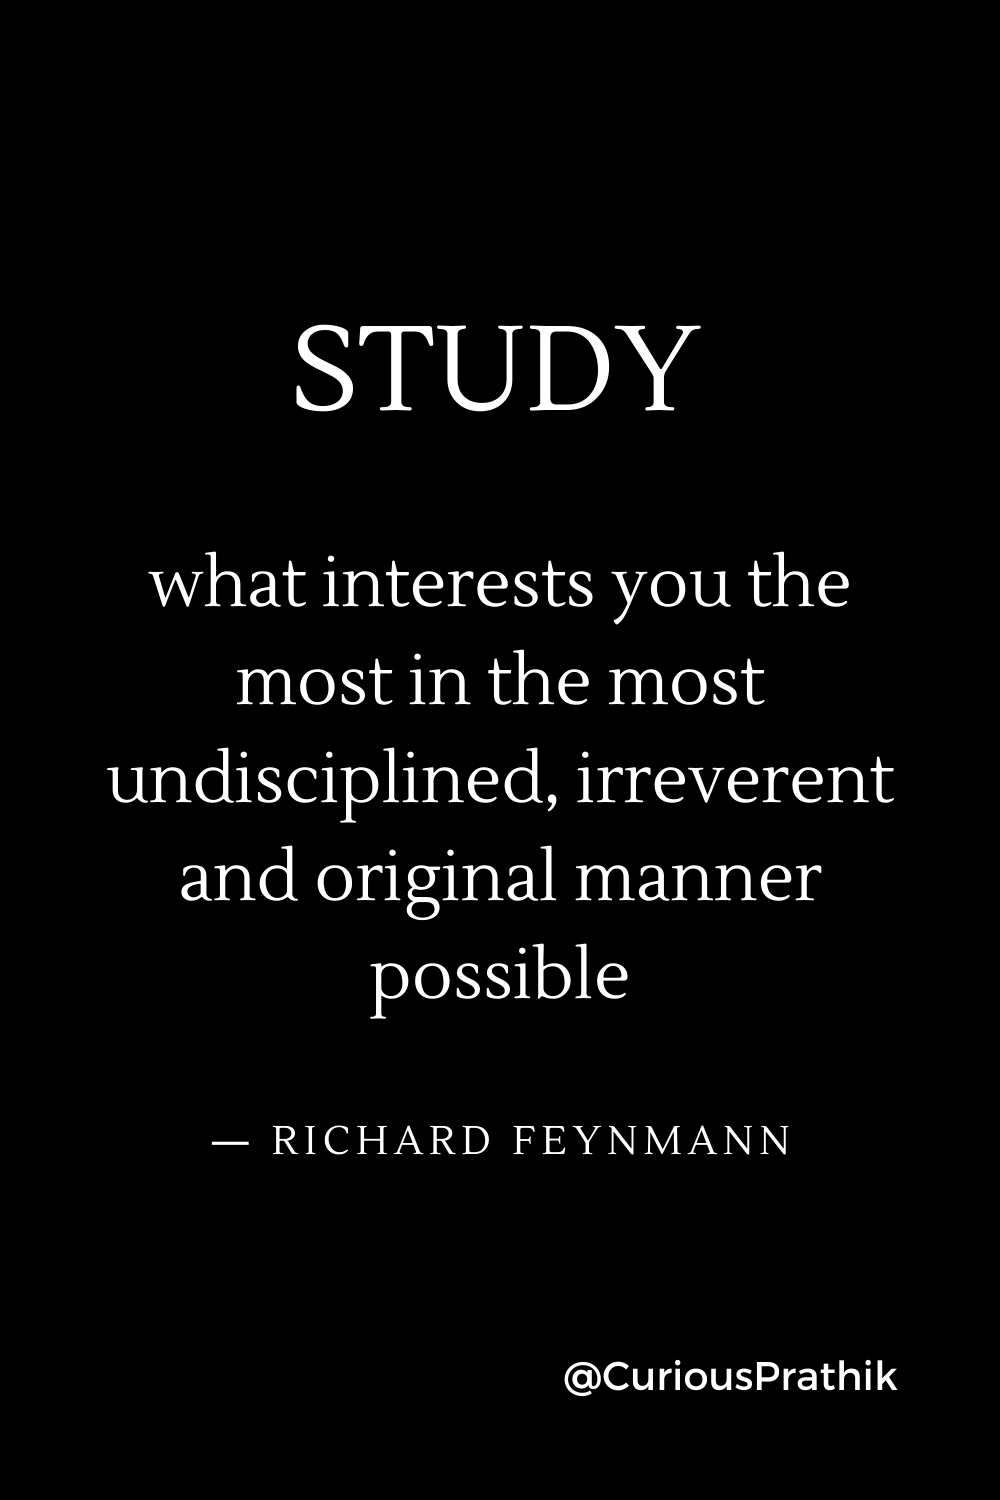 STUDY
what interests you the
most in the most
undisciplined, irreverent
and original manner
possible
— RICHARD FEYNMANN
@CuriousPrathik